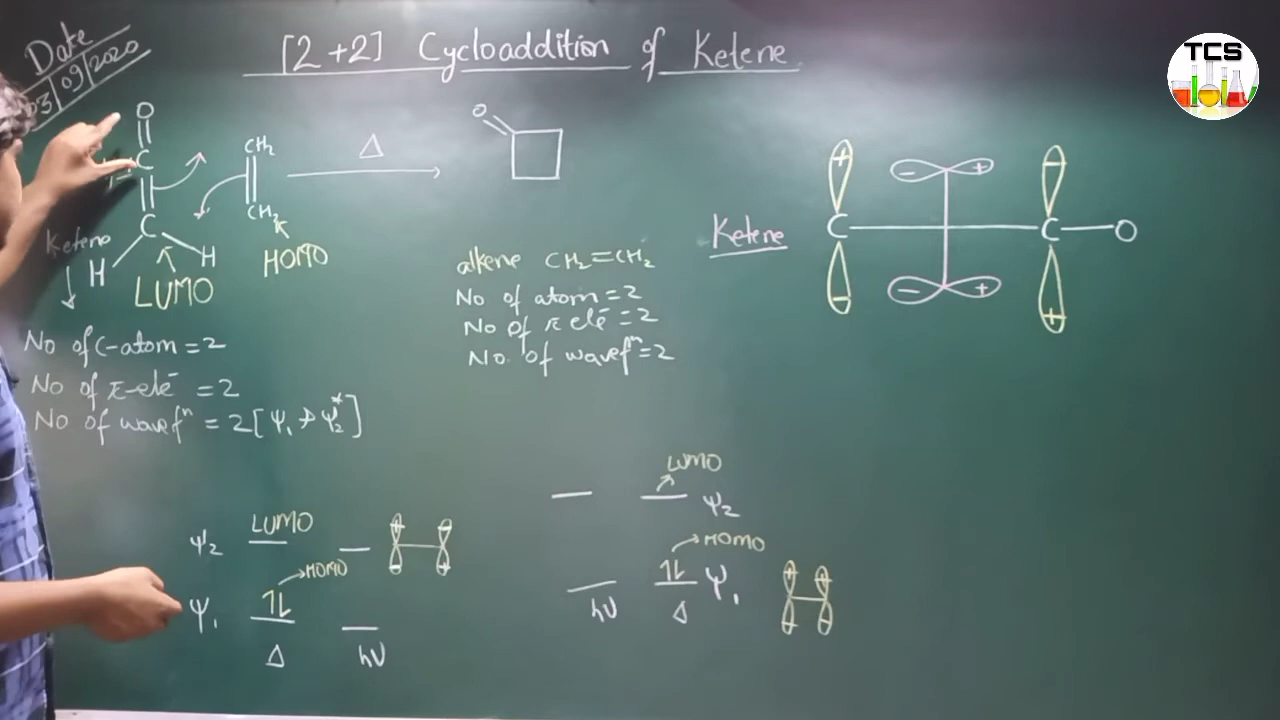 Date
03/09/2020
[2+2] Cycloaddition of Ketene
TCS
O
C
C
H
H
Ketene
LUMO
CH2
CH2
HOMO
Δ
O
No of C-atom = 2
No of π-ele⁻ = 2
No of wavefⁿ = 2 [Ψ1 → Ψ2*]
alkene CH2=CH2
No of atom = 2
No of π ele⁻ = 2
No. of wavefⁿ = 2
Ketene
C C O
+ −
− +
− +
− +
Ψ2 LUMO
+ +
− −
HOMO
Ψ1 ⥮
Δ hν
LUMO
Ψ2
HOMO
⥮ Ψ1
hν Δ
+ +
− −